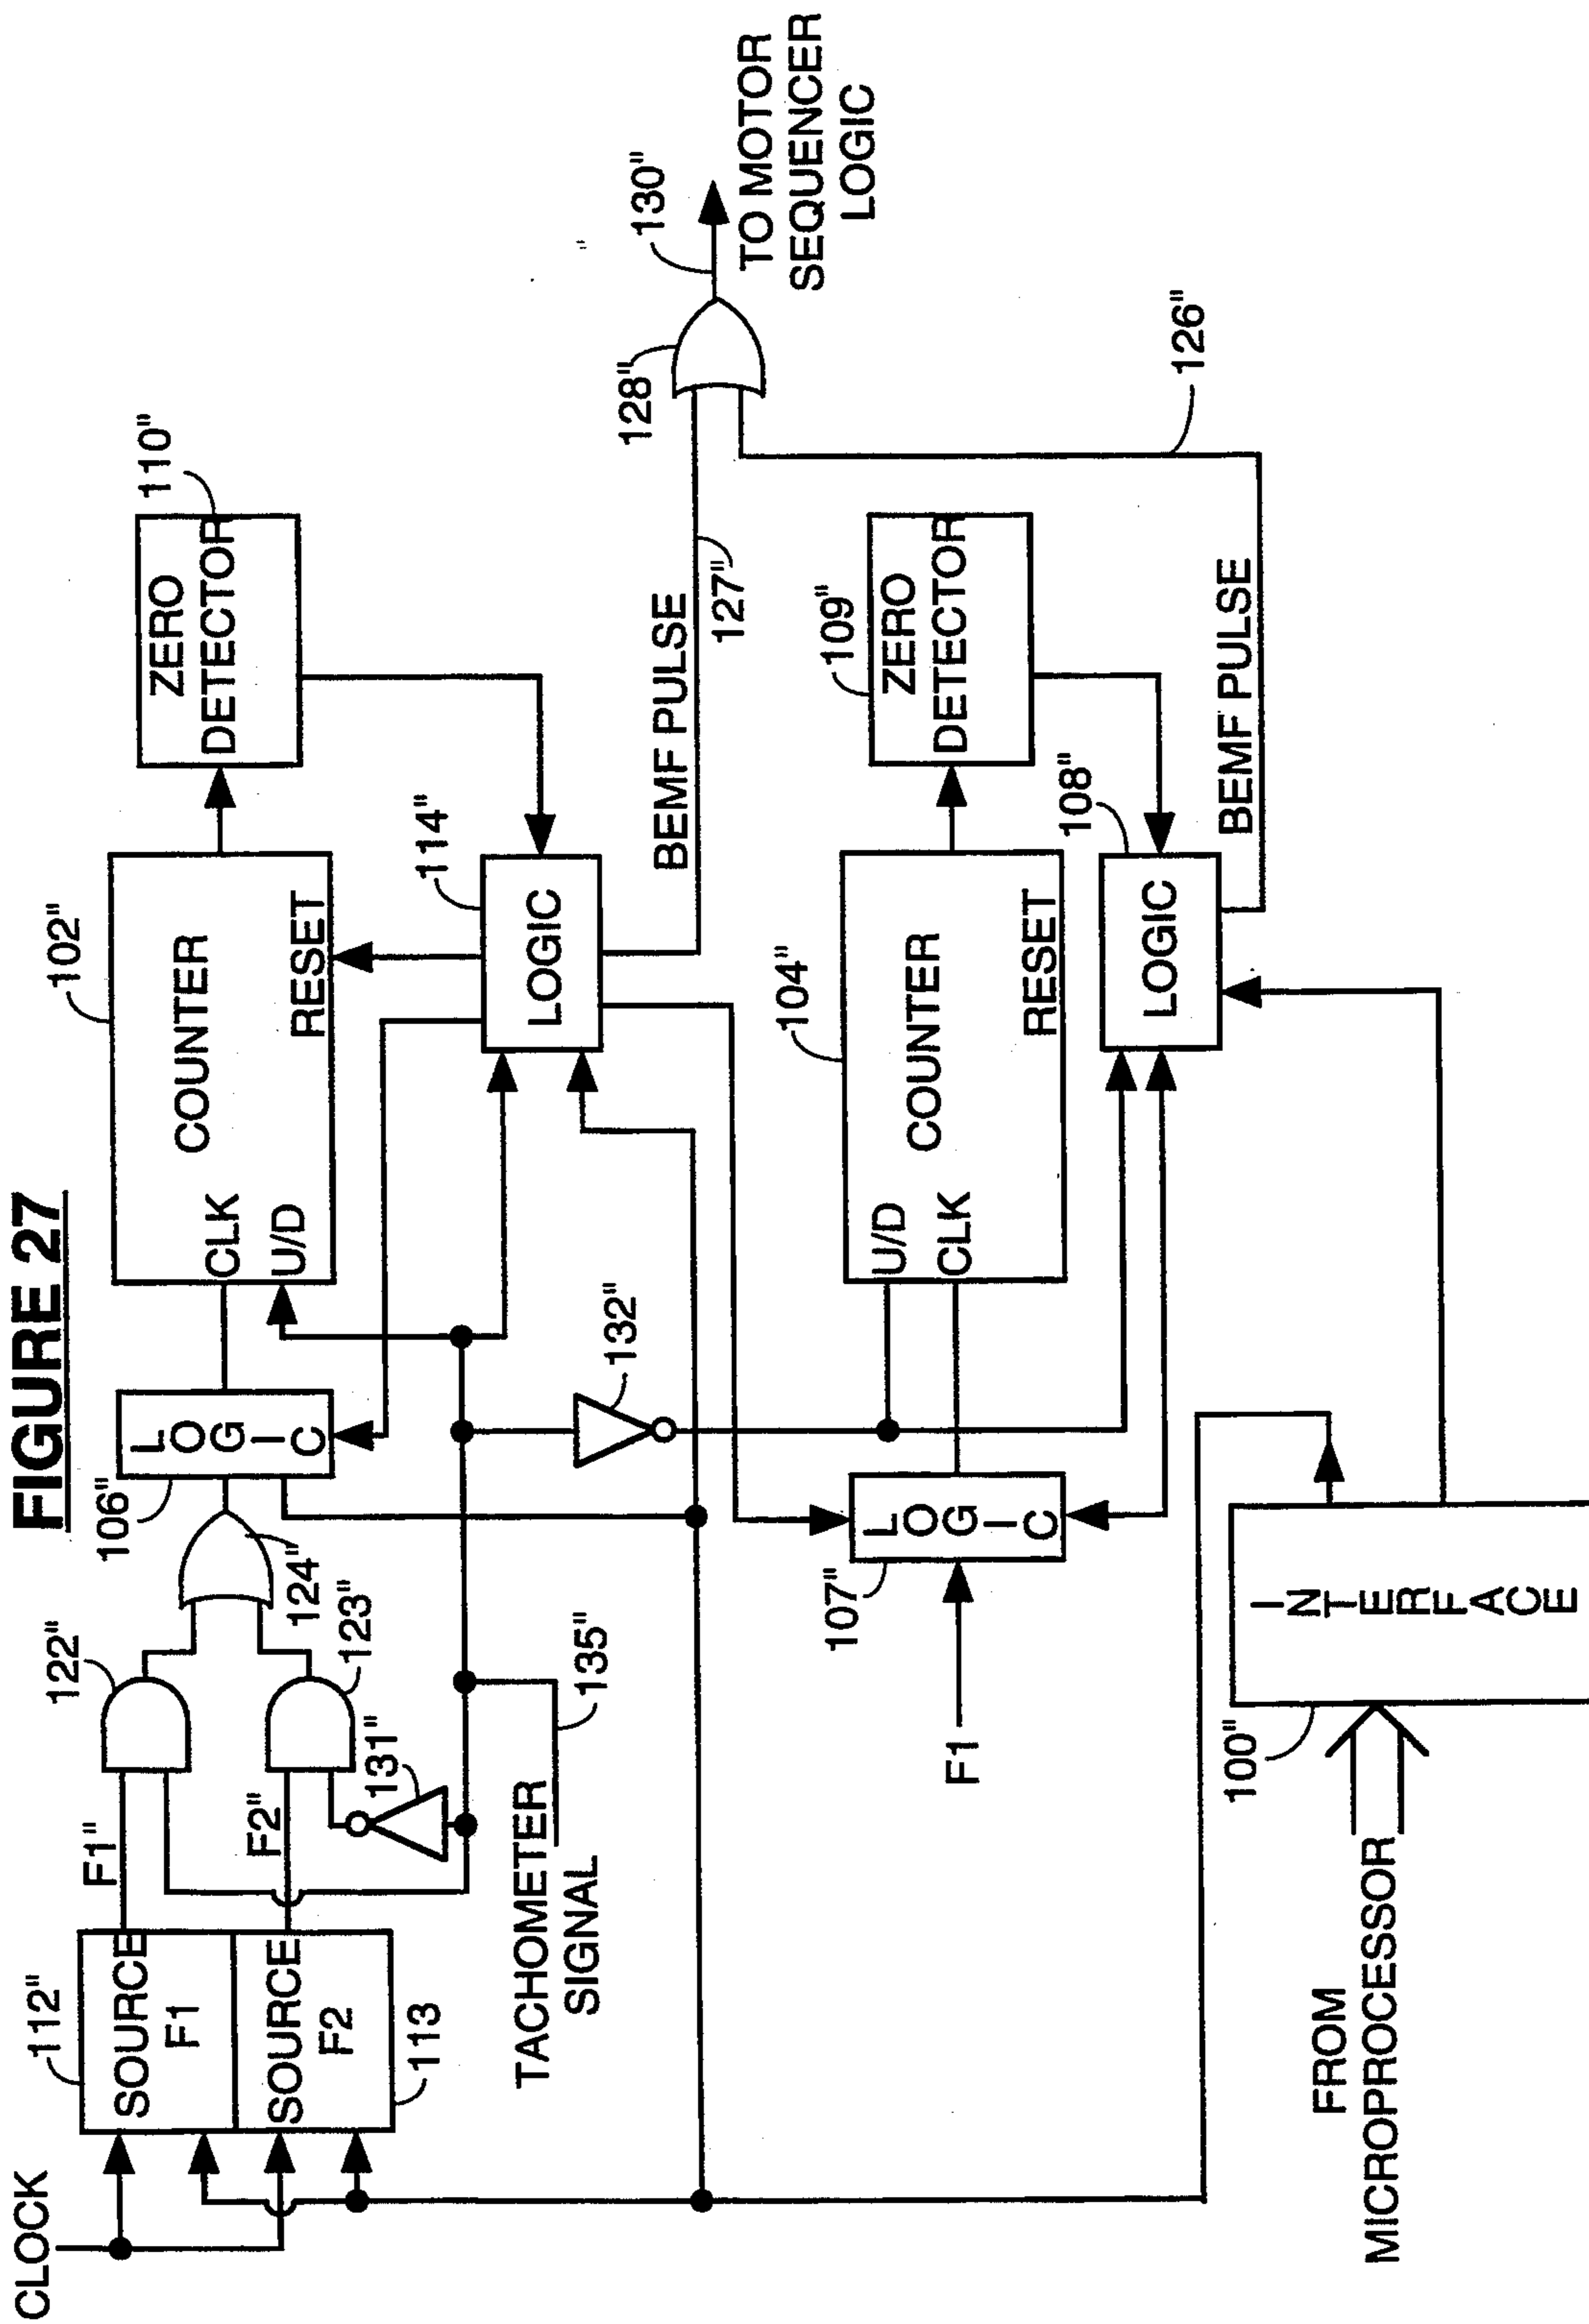 FIGURE 27
CLOCK
112"
SOURCE
F1
SOURCE
F2
113
F1"
F2"
122"
123"
131"
124"
106"
LOGIC
102"
COUNTER
CLK
U/D
RESET
110"
ZERO
DETECTOR
114"
LOGIC
TACHOMETER
SIGNAL
135"
132"
BEMF PULSE
127"
128"
130"
TO MOTOR
SEQUENCER
LOGIC
F1
107"
LOGIC
104"
COUNTER
U/D
CLK
RESET
109"
ZERO
DETECTOR
108"
LOGIC
BEMF PULSE
126"
FROM
MICROPROCESSOR
100"
INTERFACE